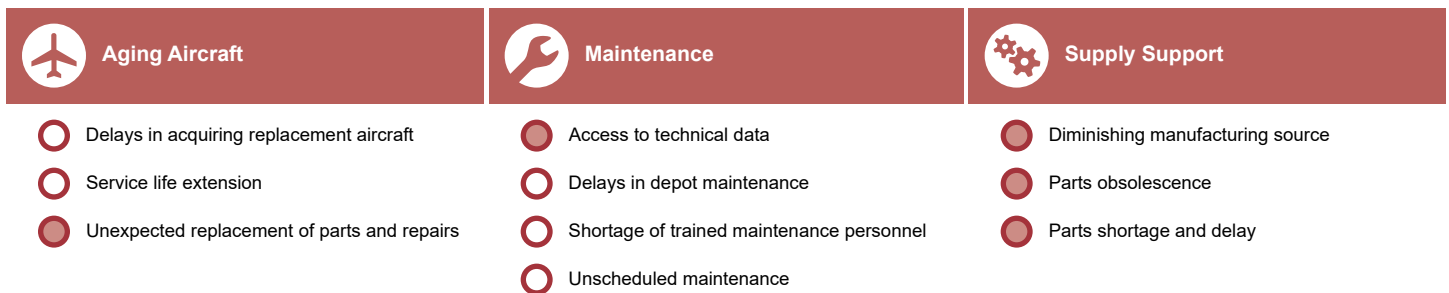 Aging Aircraft
Delays in acquiring replacement aircraft
Service life extension
Unexpected replacement of parts and repairs
Maintenance
Access to technical data
Delays in depot maintenance
Shortage of trained maintenance personnel
Unscheduled maintenance
Supply Support
Diminishing manufacturing source
Parts obsolescence
Parts shortage and delay